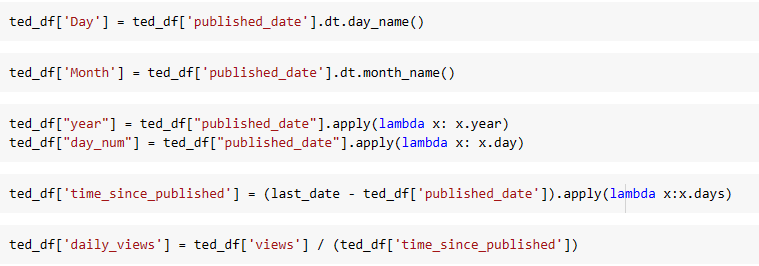 ted_df['Day'] = ted_df['published_date'].dt.day_name()
ted_df['Month'] = ted_df['published_date'].dt.month_name()
ted_df["year"] = ted_df["published_date"].apply(lambda x: x.year)
ted_df["day_num"] = ted_df["published_date"].apply(lambda x: x.day)
ted_df['time_since_published'] = (last_date - ted_df['published_date']).apply(lambda x:x.days)
ted_df['daily_views'] = ted_df['views'] / (ted_df['time_since_published'])